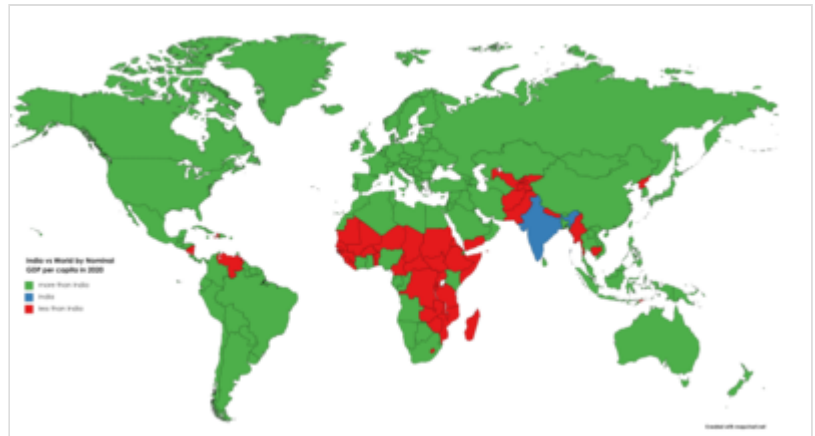 India vs World by Nominal
GDP per capita in 2020
more than India
India
less than India
Created with mapchart.net